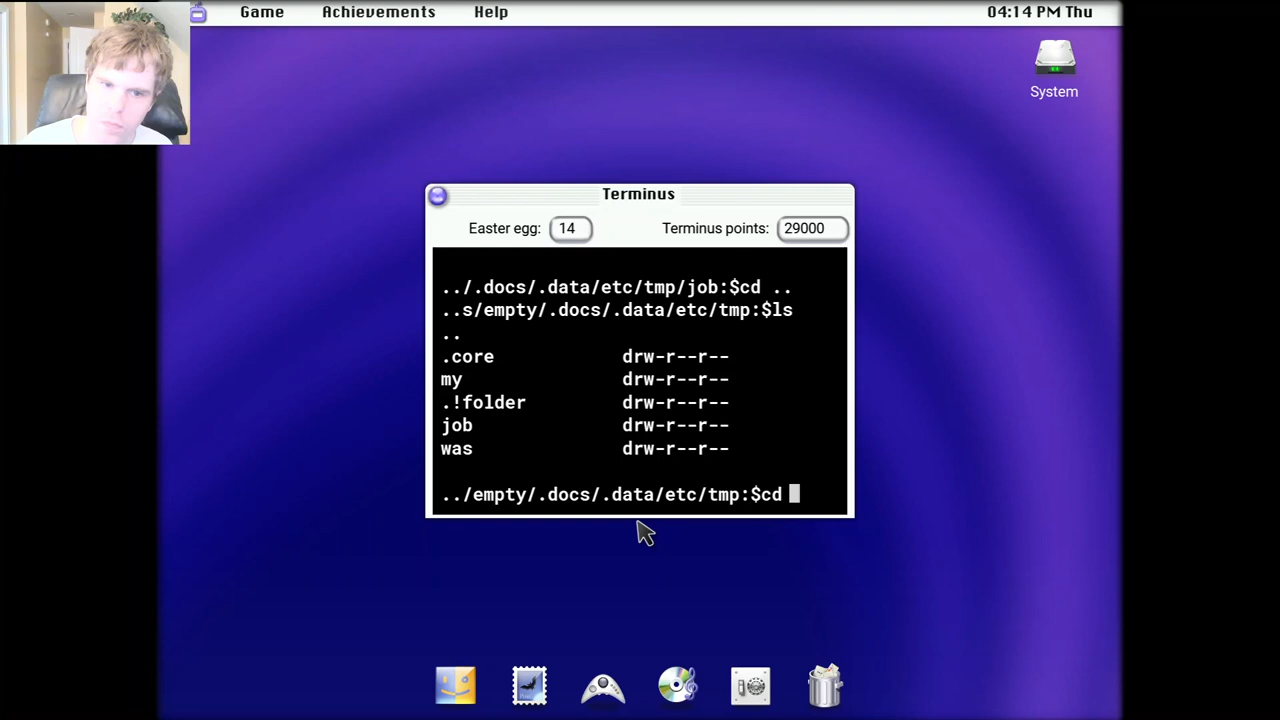 Game Achievements Help 04:14 PM Thu
System
Terminus
Easter egg: 14 Terminus points: 29000
../.docs/.data/etc/tmp/job:$cd ..
..s/empty/.docs/.data/etc/tmp:$ls
..
.core drw-r--r--
my drw-r--r--
.!folder drw-r--r--
job drw-r--r--
was drw-r--r--
../empty/.docs/.data/etc/tmp:$cd